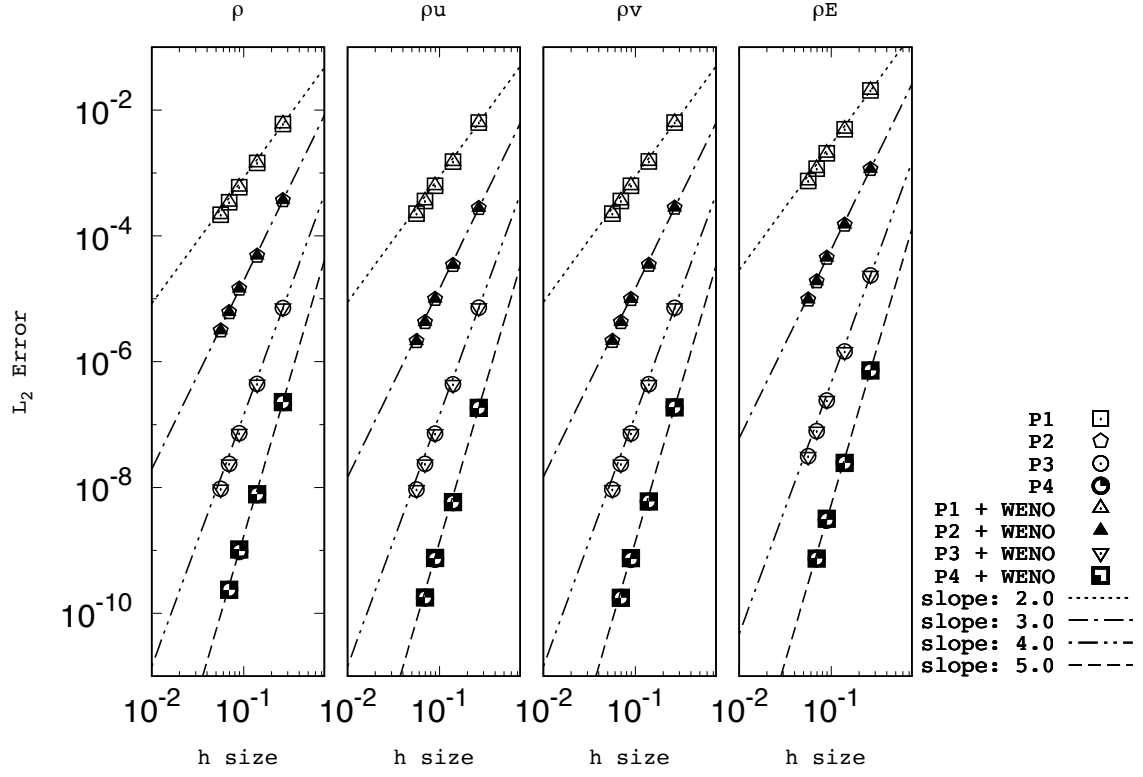 ρ ρu ρv ρE
10⁻²
10⁻⁴
10⁻⁶
10⁻⁸
10⁻¹⁰
L₂ Error
10⁻² 10⁻¹ 10⁻² 10⁻¹ 10⁻² 10⁻¹ 10⁻² 10⁻¹
h size h size h size h size
P1
P2
P3
P4
P1 + WENO
P2 + WENO
P3 + WENO
P4 + WENO
slope: 2.0
slope: 3.0
slope: 4.0
slope: 5.0